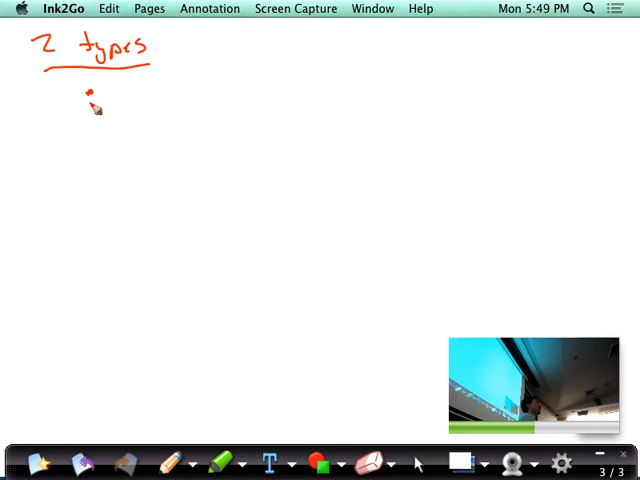 Ink2Go Edit Pages Annotation Screen Capture Window Help Mon 5:49 PM
2 types
T
3 / 3